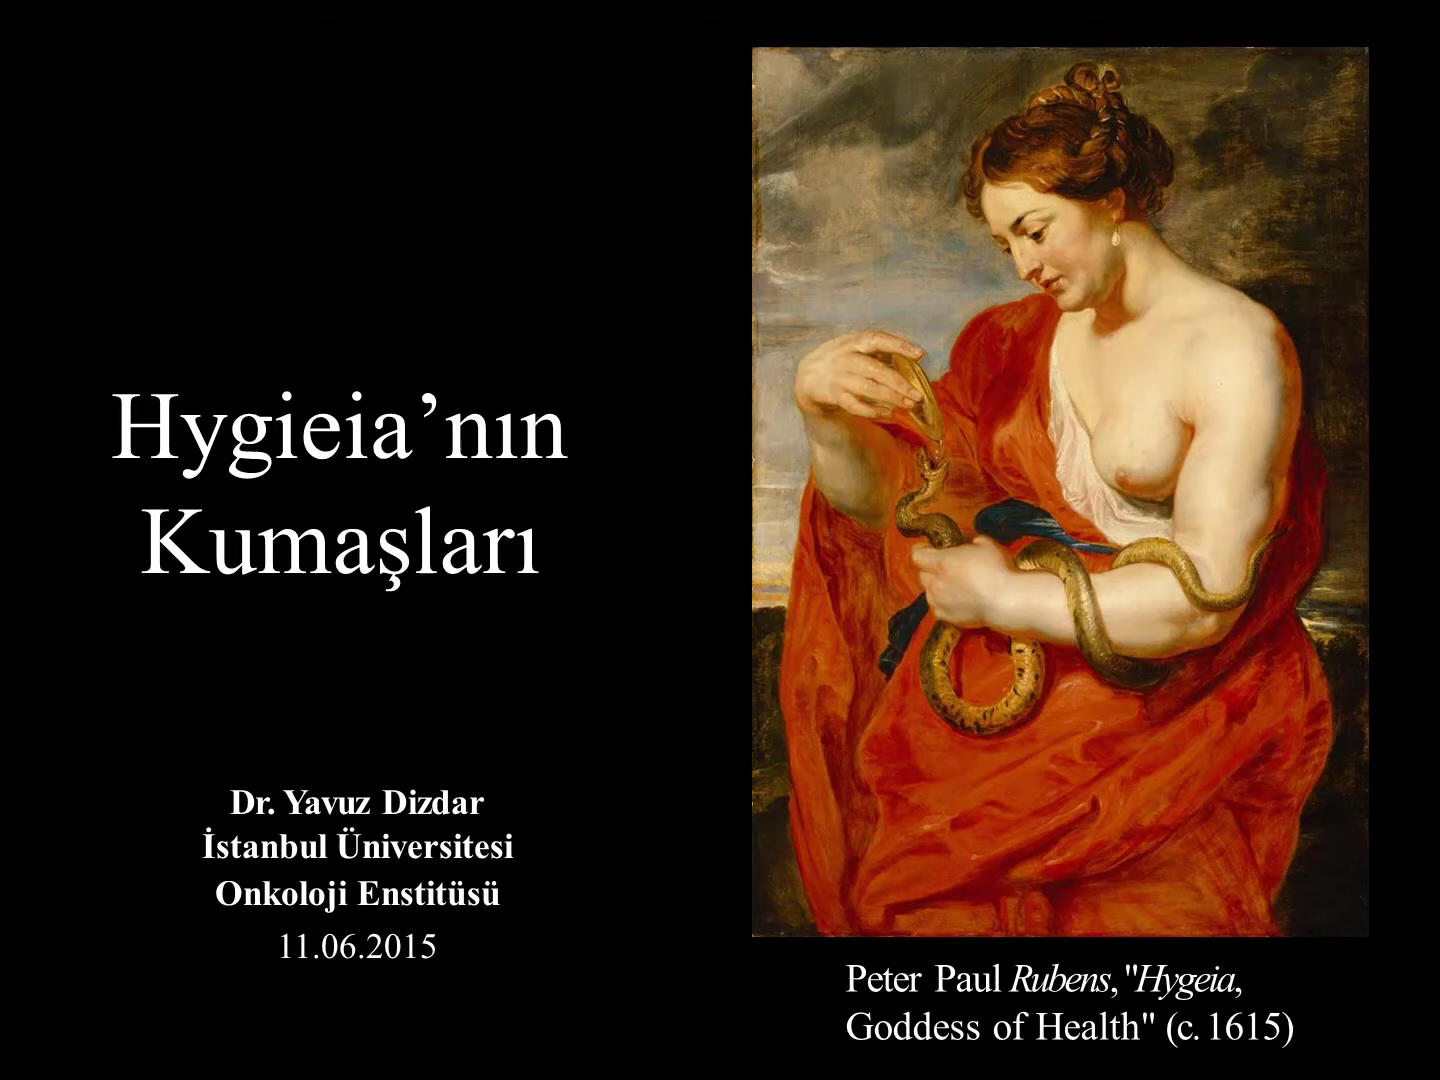 Hygieia’nın
Kumaşları
Dr. Yavuz Dizdar
İstanbul Üniversitesi
Onkoloji Enstitüsü
11.06.2015
Peter Paul Rubens, "Hygeia,
Goddess of Health" (c. 1615)